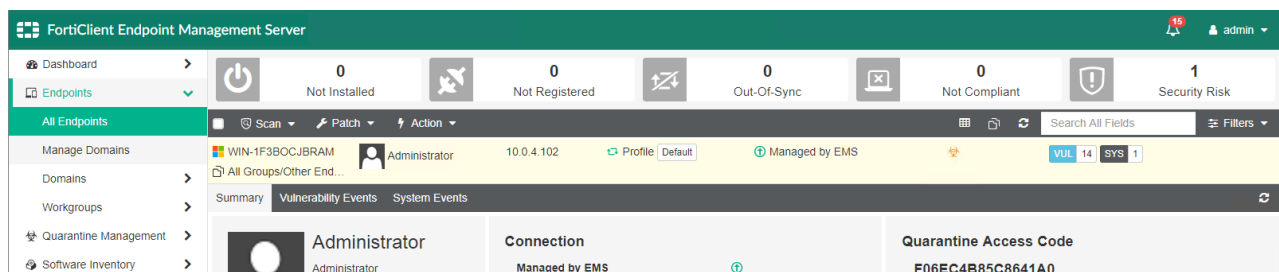 FortiClient Endpoint Management Server
15
admin
Dashboard
Endpoints
All Endpoints
Manage Domains
Domains
Workgroups
Quarantine Management
Software Inventory
0
Not Installed
0
Not Registered
0
Out-Of-Sync
0
Not Compliant
1
Security Risk
Scan Patch Action Search All Fields Filters
WIN-1F3BOCJBRAM Administrator 10.0.4.102 Profile Default Managed by EMS VUL 14 SYS 1
All Groups/Other End...
Summary Vulnerability Events System Events
Administrator
Administrator
Connection
Managed by EMS
Quarantine Access Code
F06EC4B85C8641A0